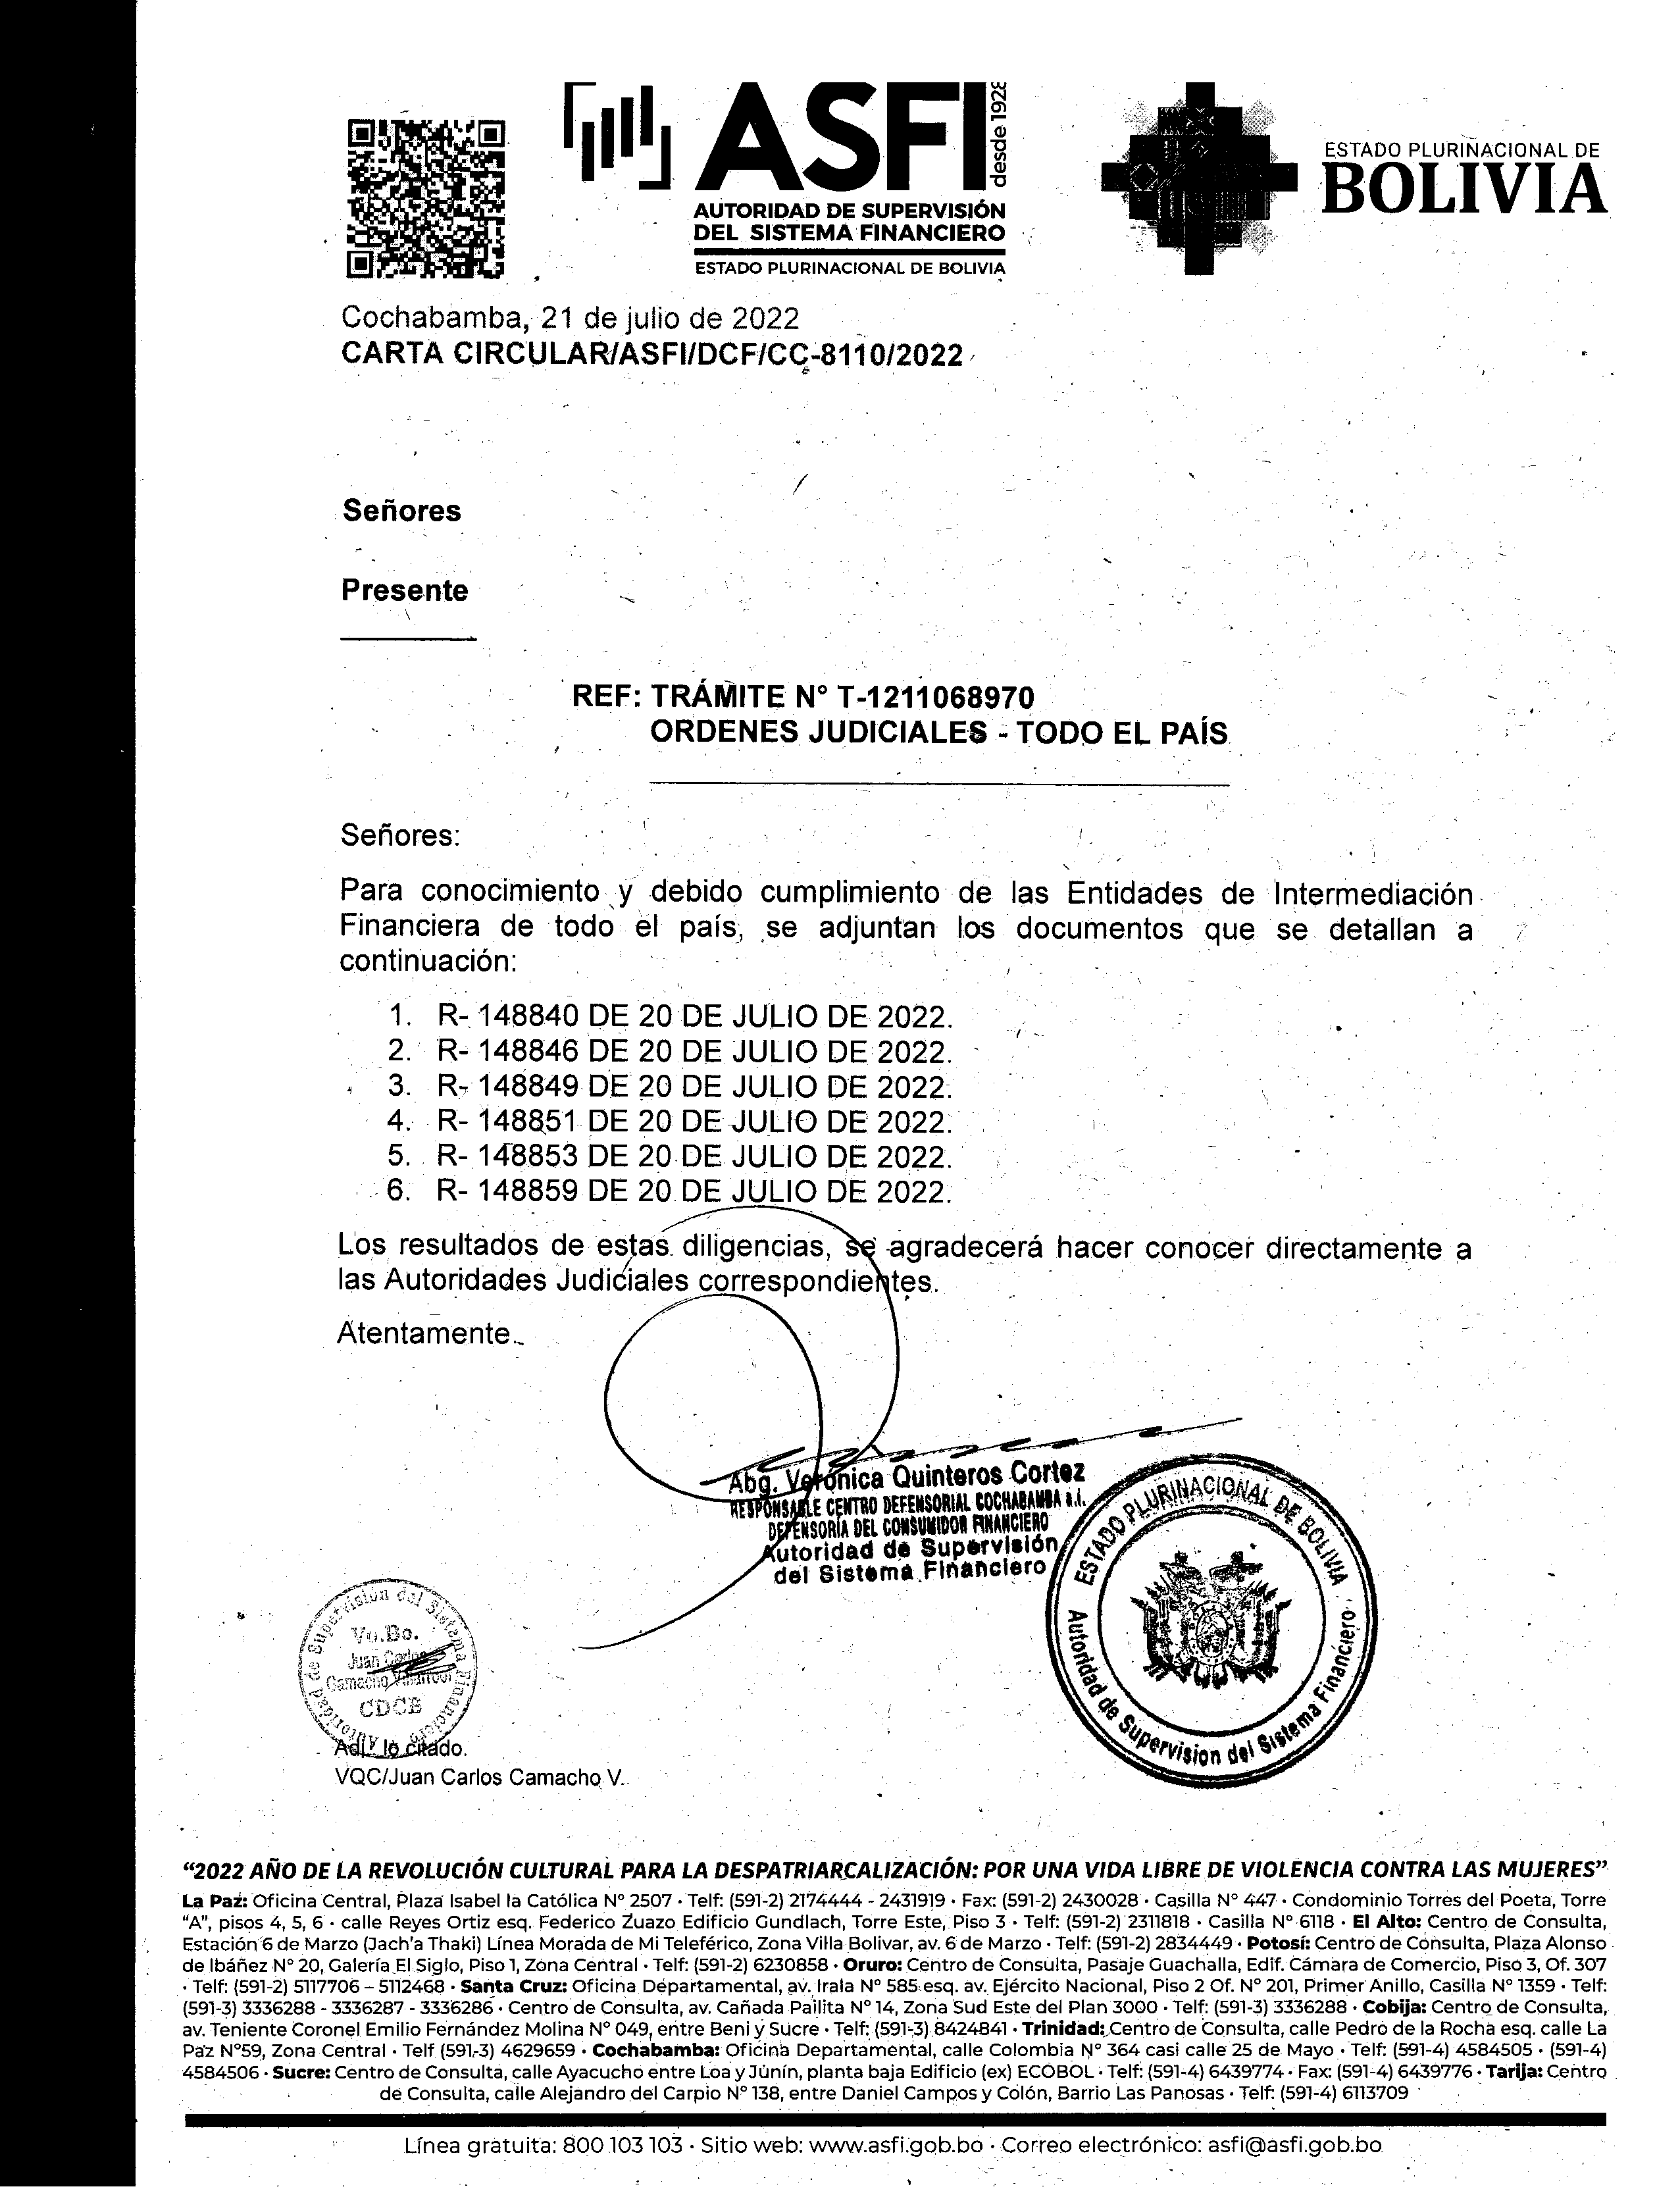 ASFI
desde 1928
AUTORIDAD DE SUPERVISIÓN
DEL SISTEMA FINANCIERO
ESTADO PLURINACIONAL DE BOLIVIA
ESTADO PLURINACIONAL DE
BOLIVIA
Cochabamba, 21 de julio de 2022
CARTA CIRCULAR/ASFI/DCF/CC-8110/2022
Señores
Presente
REF: TRÁMITE N° T-1211068970
ORDENES JUDICIALES - TODO EL PAÍS
Señores:
Para conocimiento y debido cumplimiento de las Entidades de Intermediación
Financiera de todo el país, se adjuntan los documentos que se detallan a
continuación:
1. R- 148840 DE 20 DE JULIO DE 2022.
2. R- 148846 DE 20 DE JULIO DE 2022.
3. R- 148849 DE 20 DE JULIO DE 2022.
4. R- 148851 DE 20 DE JULIO DE 2022.
5. R- 148853 DE 20 DE JULIO DE 2022.
6. R- 148859 DE 20 DE JULIO DE 2022.
Los resultados de estas diligencias, se agradecerá hacer conocer directamente a
las Autoridades Judiciales correspondientes.
Atentamente.
Abg. Verónica Quinteros Cortez
RESPONSABLE CENTRO DEFENSORIAL COCHABAMBA a.i.
DEFENSORÍA DEL CONSUMIDOR FINANCIERO
Autoridad de Supervisión
del Sistema Financiero
ESTADO PLURINACIONAL DE BOLIVIA
Autoridad de Supervision del Sistema Financiero
Autoridad de Supervisión del Sistema Financiero
Vo.Bo.
Juan Carlos
Camacho Villarroel
CDCB
Adj. lo citado.
VQC/Juan Carlos Camacho V.
“2022 AÑO DE LA REVOLUCIÓN CULTURAL PARA LA DESPATRIARCALIZACIÓN: POR UNA VIDA LIBRE DE VIOLENCIA CONTRA LAS MUJERES”
La Paz: Oficina Central, Plaza Isabel la Católica N° 2507 · Telf: (591-2) 2174444 - 2431919 · Fax: (591-2) 2430028 · Casilla N° 447 · Condominio Torres del Poeta, Torre
“A”, pisos 4, 5, 6 · calle Reyes Ortiz esq. Federico Zuazo Edificio Gundlach, Torre Este, Piso 3 · Telf: (591-2) 2311818 · Casilla N° 6118 · El Alto: Centro de Consulta,
Estación 6 de Marzo (Jach’a Thaki) Línea Morada de Mi Teleférico, Zona Villa Bolivar, av. 6 de Marzo · Telf: (591-2) 2834449 · Potosí: Centro de Consulta, Plaza Alonso
de Ibáñez N° 20, Galería El Siglo, Piso 1, Zona Central · Telf: (591-2) 6230858 · Oruro: Centro de Consulta, Pasaje Guachalla, Edif. Cámara de Comercio, Piso 3, Of. 307
· Telf: (591-2) 5117706 – 5112468 · Santa Cruz: Oficina Departamental, av. Irala N° 585 esq. av. Ejército Nacional, Piso 2 Of. N° 201, Primer Anillo, Casilla N° 1359 · Telf:
(591-3) 3336288 - 3336287 - 3336286 · Centro de Consulta, av. Cañada Pailita N° 14, Zona Sud Este del Plan 3000 · Telf: (591-3) 3336288 · Cobija: Centro de Consulta,
av. Teniente Coronel Emilio Fernández Molina N° 049, entre Beni y Sucre · Telf: (591-3) 8424841 · Trinidad: Centro de Consulta, calle Pedro de la Rocha esq. calle La
Paz N°59, Zona Central · Telf (591-3) 4629659 · Cochabamba: Oficina Departamental, calle Colombia N° 364 casi calle 25 de Mayo · Telf: (591-4) 4584505 · (591-4)
4584506 · Sucre: Centro de Consulta, calle Ayacucho entre Loa y Junín, planta baja Edificio (ex) ECOBOL · Telf: (591-4) 6439774 · Fax: (591-4) 6439776 · Tarija: Centro
de Consulta, calle Alejandro del Carpio N° 138, entre Daniel Campos y Colón, Barrio Las Panosas · Telf: (591-4) 6113709
Línea gratuita: 800 103 103 · Sitio web: www.asfi.gob.bo · Correo electrónico: asfi@asfi.gob.bo